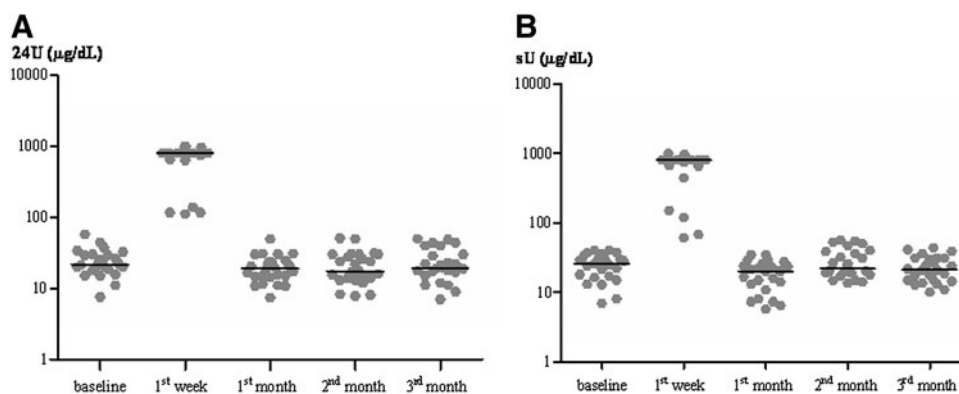 A
24U (µg/dL)
10000
1000
100
10
1
baseline 1st week 1st month 2nd month 3rd month
B
sU (µg/dL)
10000
1000
100
10
1
baseline 1st week 1st month 2nd month 3rd month